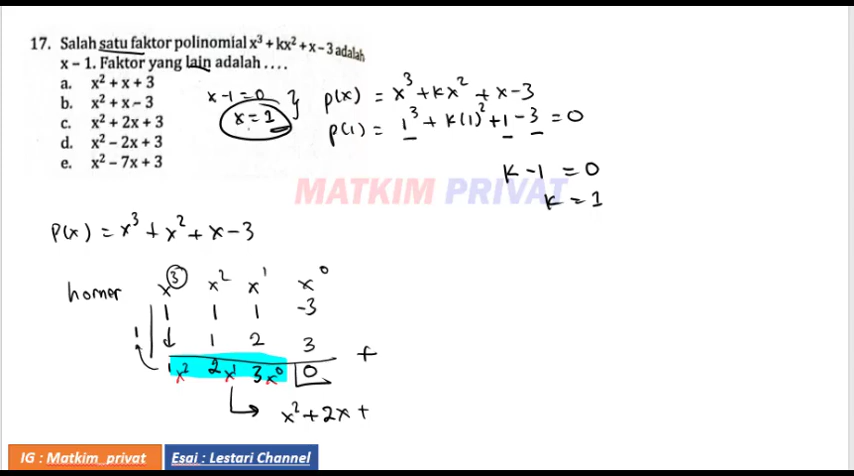 17. Salah satu faktor polinomial x³ + kx² + x – 3 adalah
x – 1. Faktor yang lain adalah . . . .
a. x² + x + 3
b. x² + x – 3
c. x² + 2x + 3
d. x² – 2x + 3
e. x² – 7x + 3
x-1=0
x=1
p(x) = x³ + kx² + x-3
p(1) = 1³ + k(1)² + 1 - 3 = 0
k-1 = 0
k = 1
MATKIM PRIVAT
P(x) = x³ + x² + x - 3
horner x³ x² x¹ x⁰
1 1 1 -3
1 ↓ 1 2 3 +
1x² 2x¹ 3x⁰ 0
↳ x² + 2x +
IG : Matkim_privat
Esai : Lestari Channel